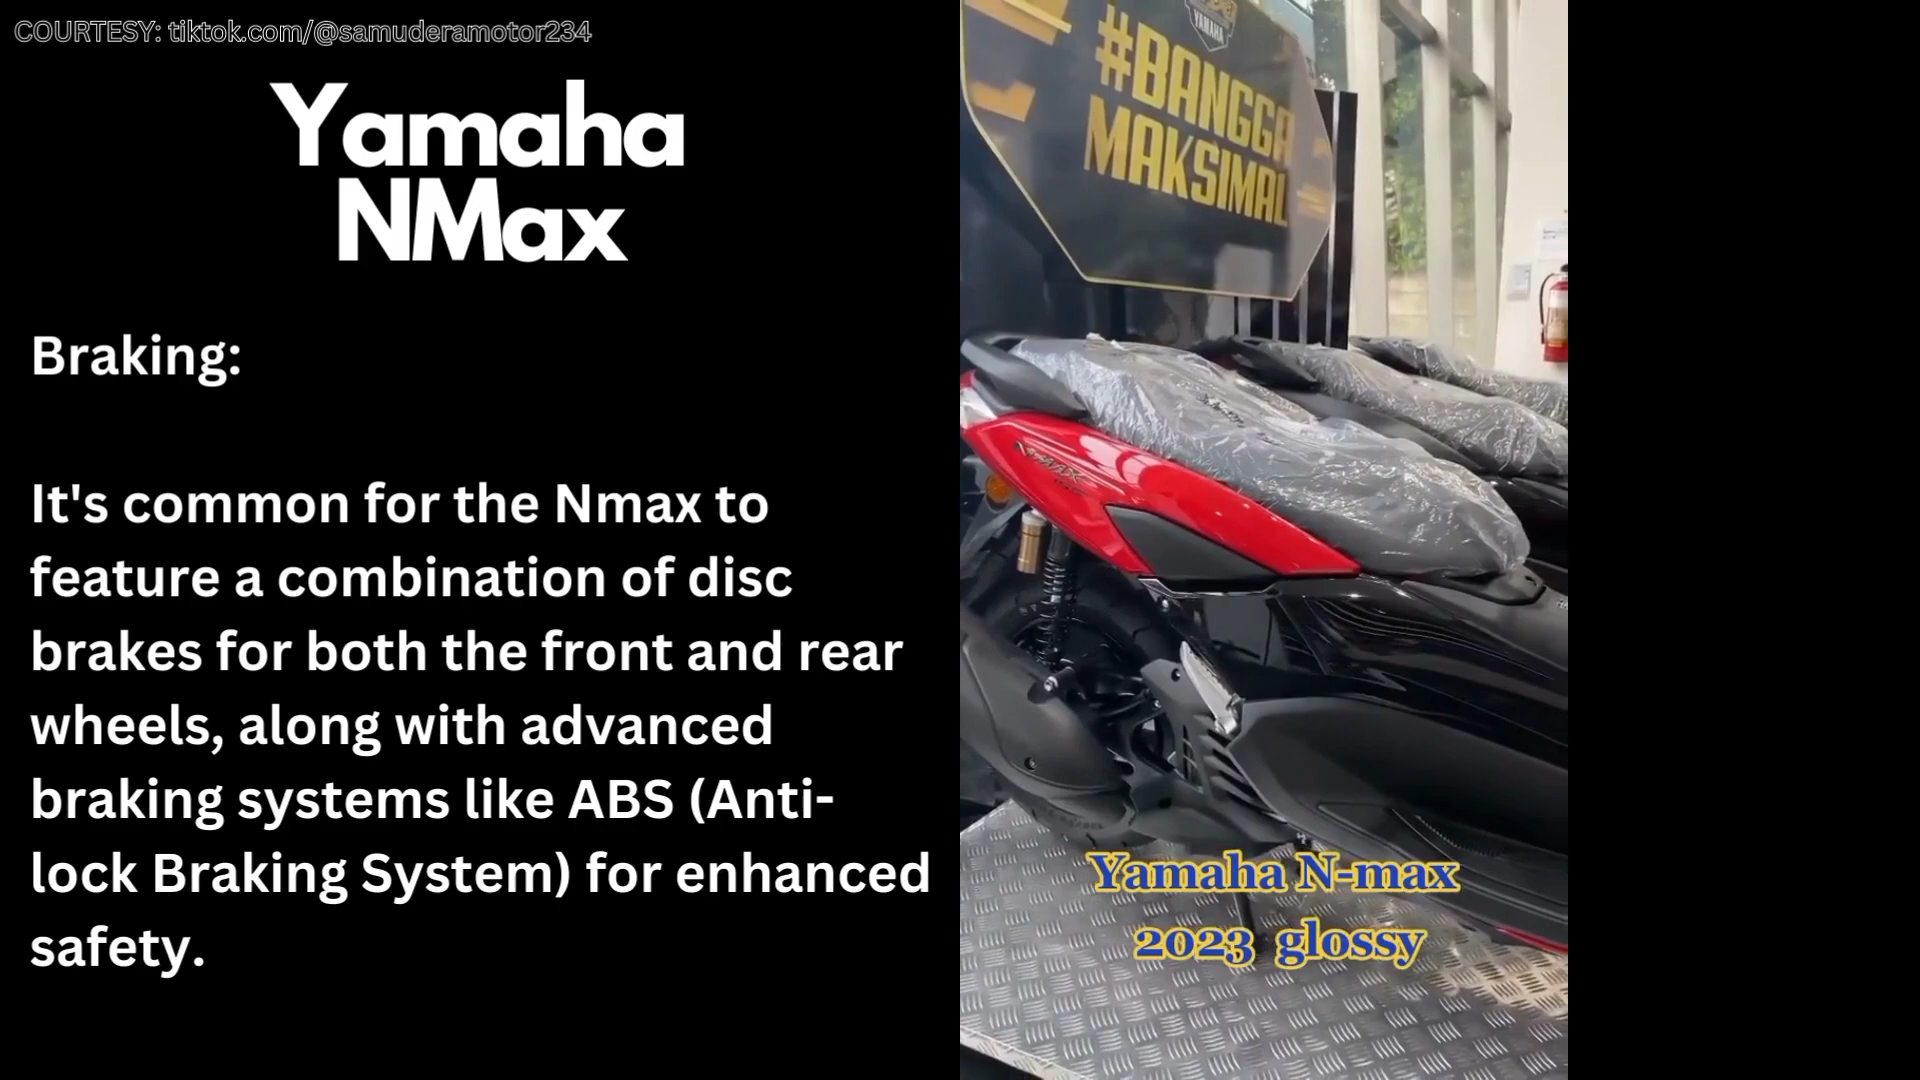 COURTESY: tiktok.com/@samuderamotor234
Yamaha
NMax
Braking:
It's common for the Nmax to
feature a combination of disc
brakes for both the front and rear
wheels, along with advanced
braking systems like ABS (Anti-
lock Braking System) for enhanced
safety.
YAMAHA
#BANGGA
MAKSIMAL
NMAX
Yamaha N-max
2023 glossy